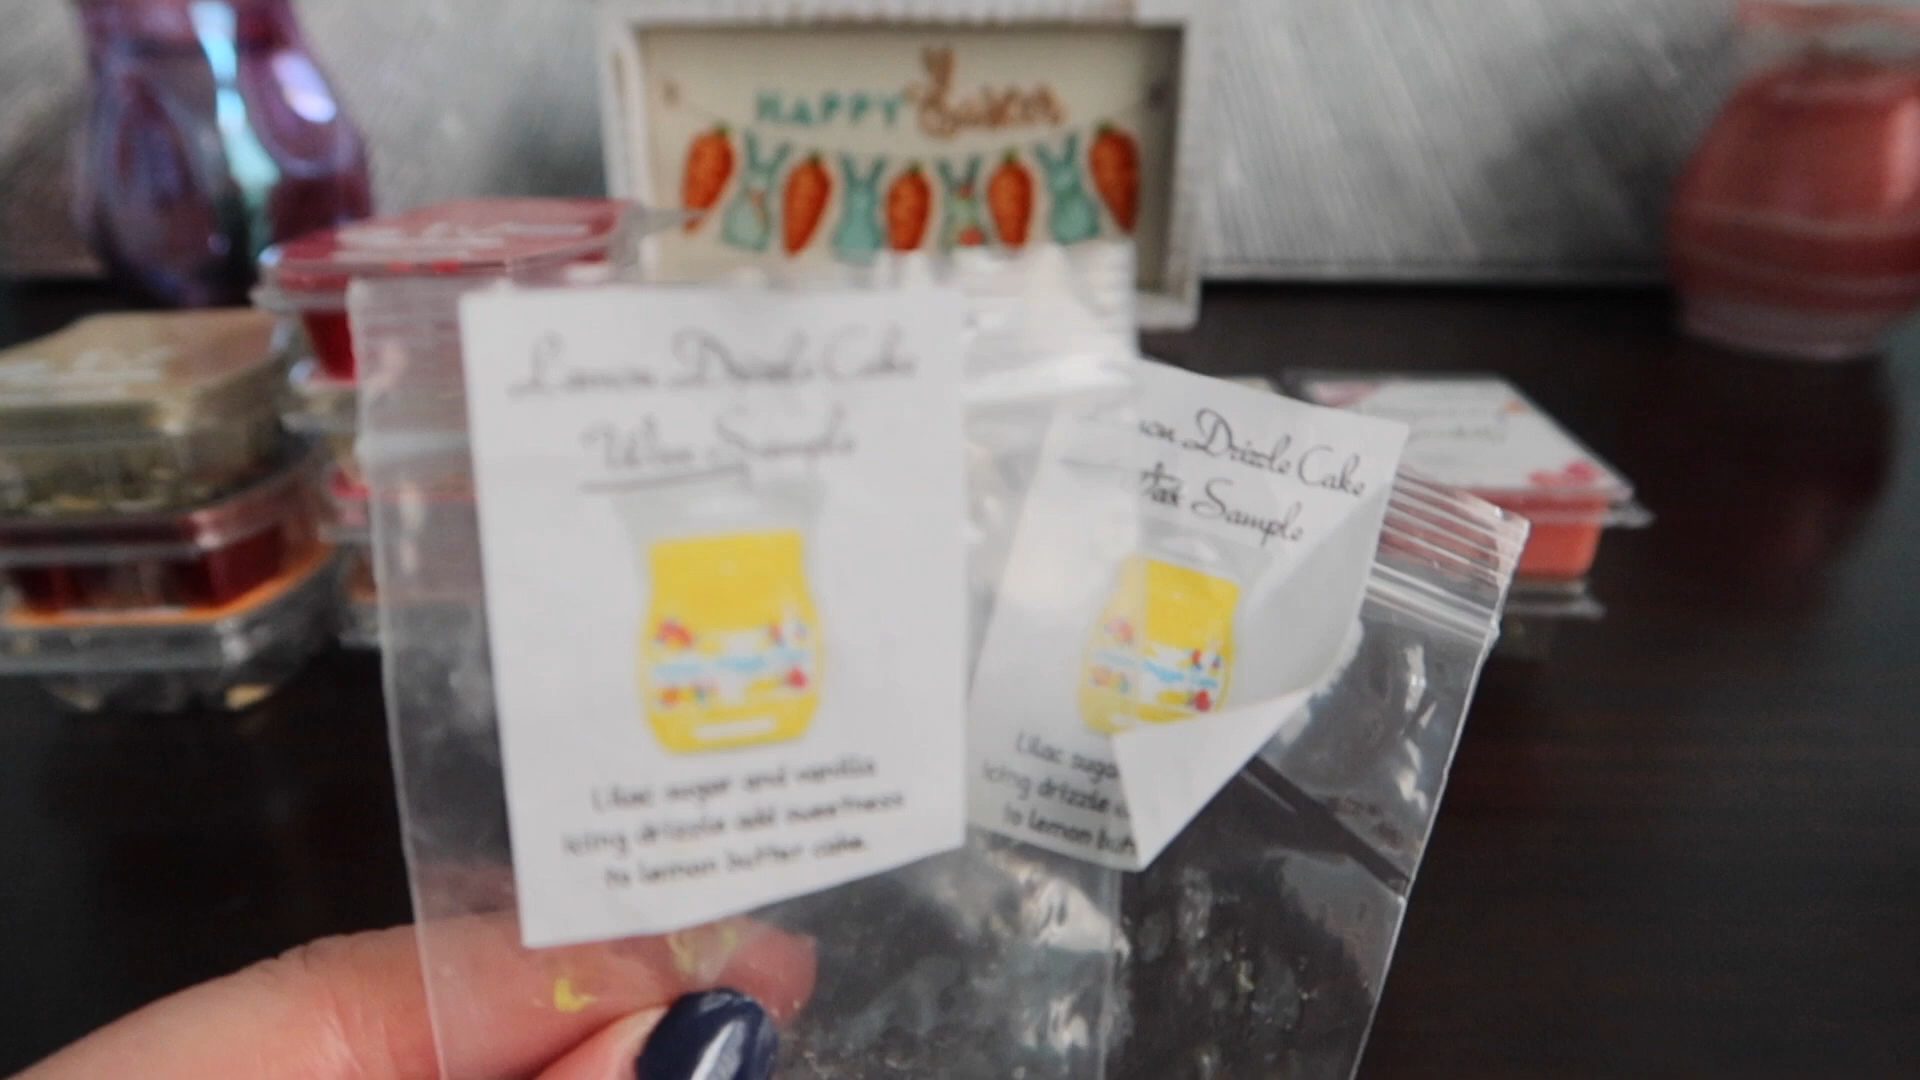 HAPPY Easter
Lemon Drizzle Cake
Wax Sample
Lilac sugar and vanilla
icing drizzle add sweetness
to lemon butter cake.
Drizzle Cake
Sample
Lilac
icing drizzle
to lemon